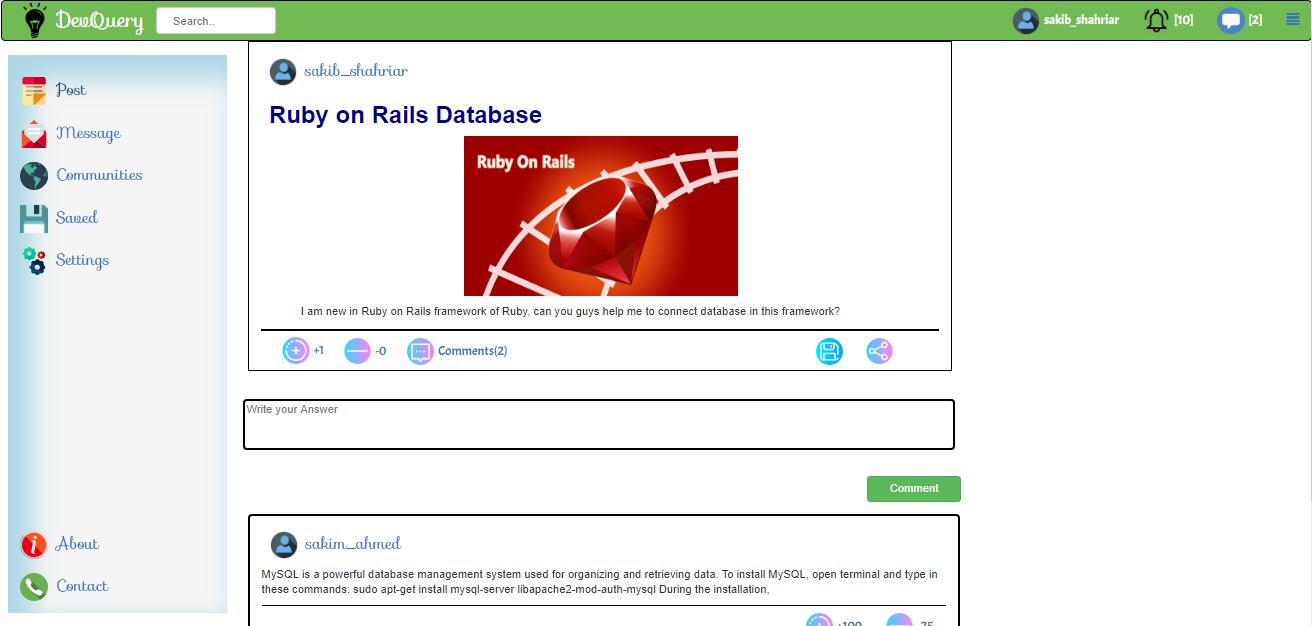 DevQuery
Search..
sakib_shahriar
[10]
[2]
Post
Message
Communities
Saved
Settings
About
Contact
sakib_shahriar
Ruby on Rails Database
Ruby On Rails
I am new in Ruby on Rails framework of Ruby, can you guys help me to connect database in this framework?
+1
-0
Comments(2)
Write your Answer
Comment
sakim_ahmed
MySQL is a powerful database management system used for organizing and retrieving data. To install MySQL, open terminal and type in
these commands: sudo apt-get install mysql-server libapache2-mod-auth-mysql During the installation,
+100
-25